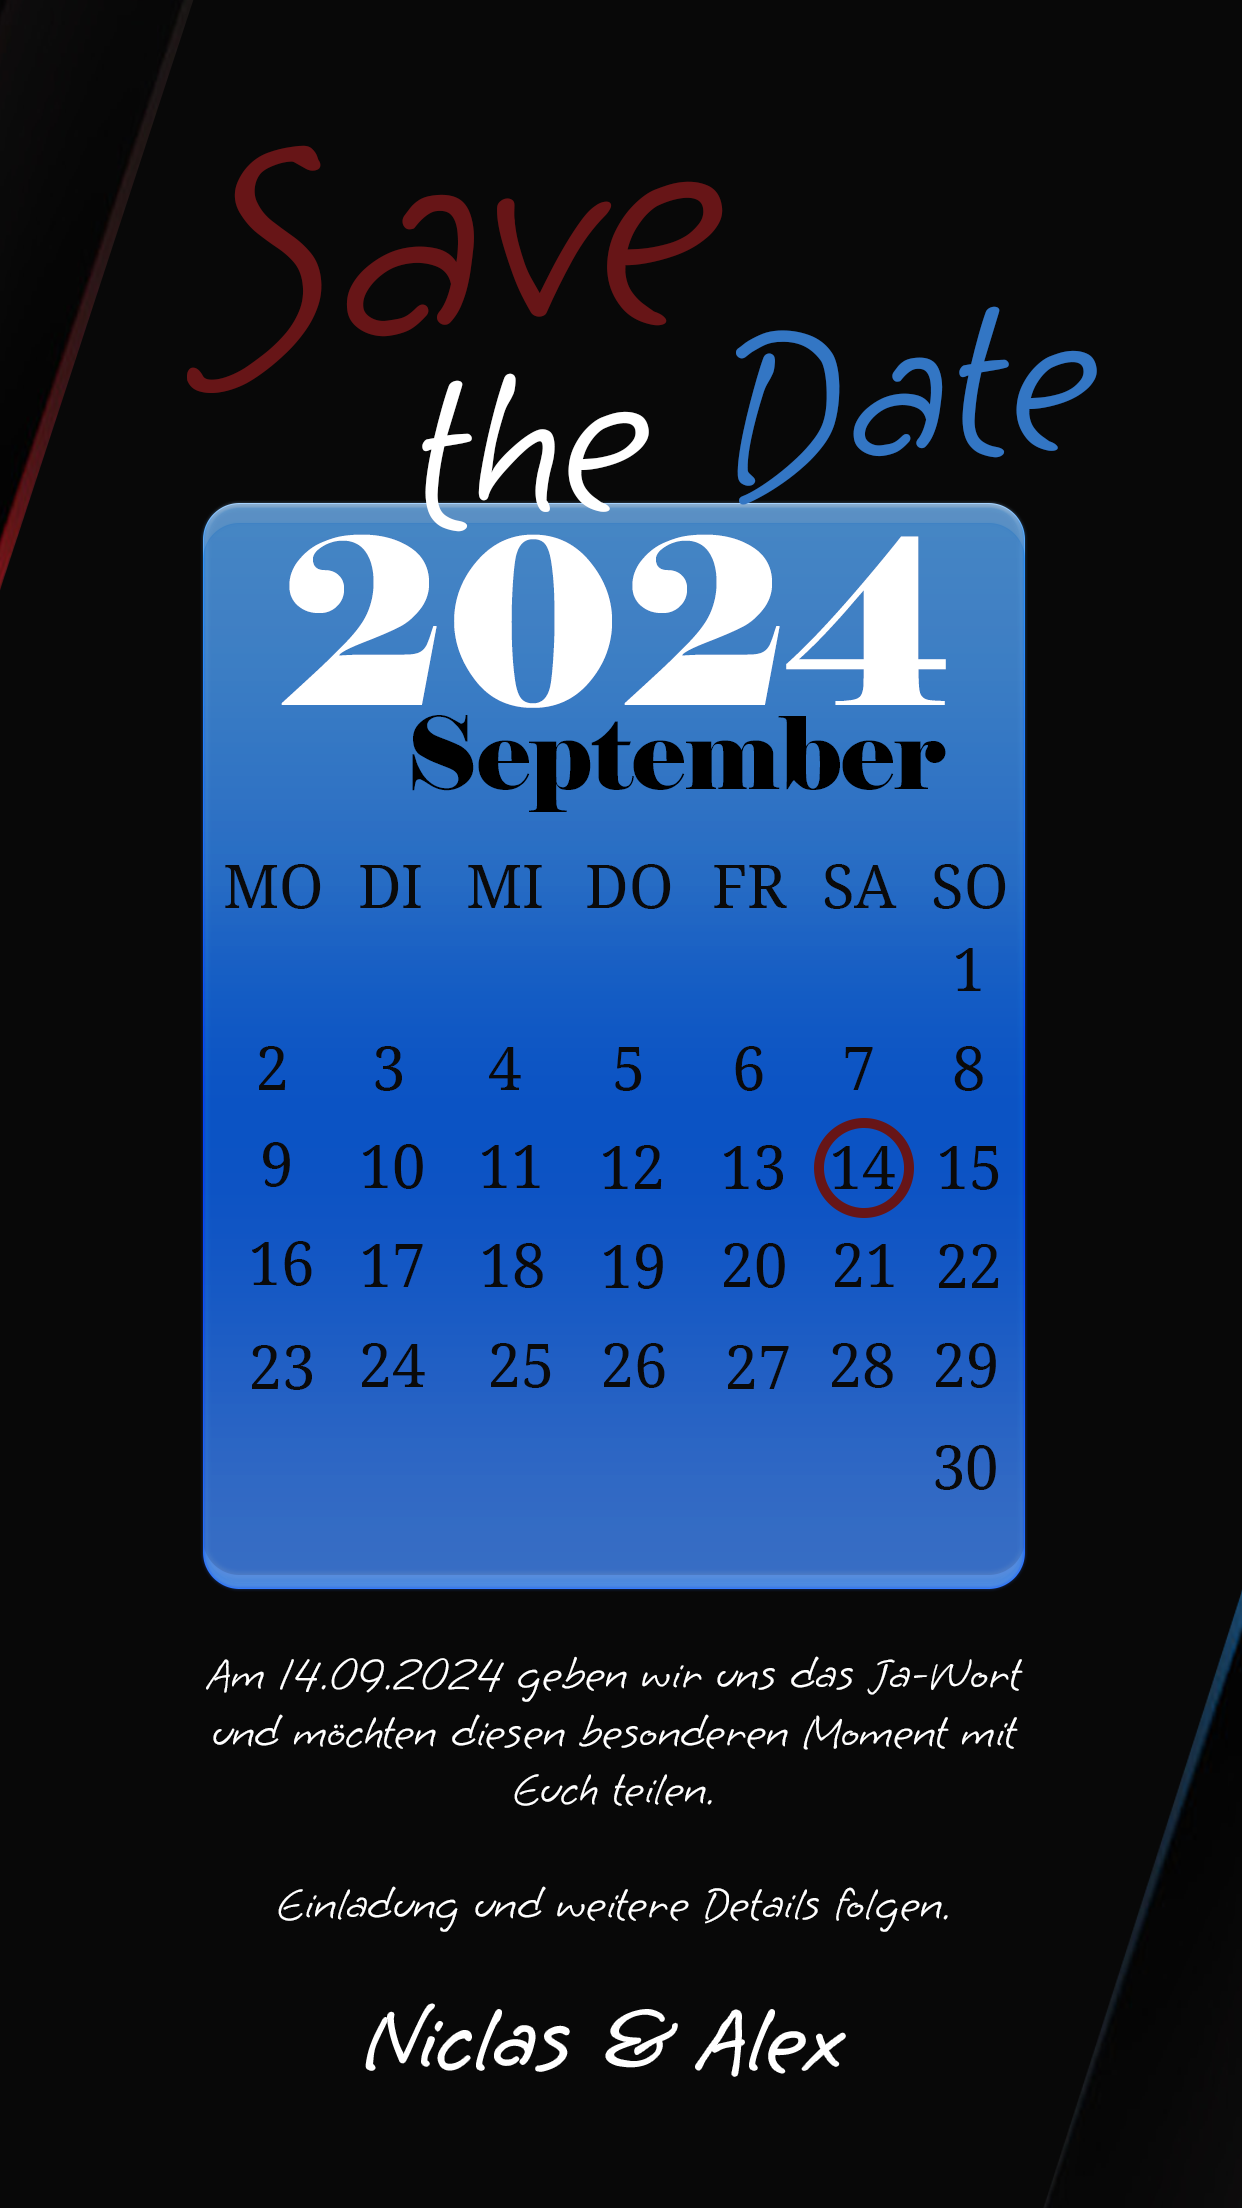 Save
the Date
2024
September
MO DI MI DO FR SA SO
1
2 3 4 5 6 7 8
9 10 11 12 13 14 15
16 17 18 19 20 21 22
23 24 25 26 27 28 29
30
Am 14.09.2024 geben wir uns das Ja-Wort
und möchten diesen besonderen Moment mit
Euch teilen.
Einladung und weitere Details folgen.
Niclas & Alex